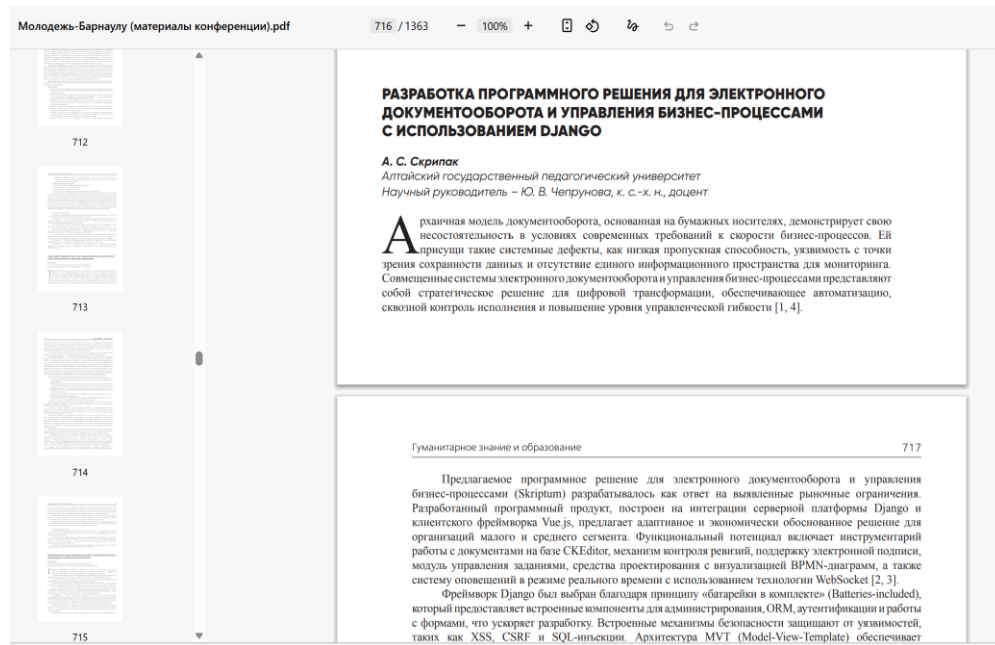 Молодежь-Барнаулу (материалы конференции).pdf
716 / 1363
100%
712
713
714
715
РАЗРАБОТКА ПРОГРАММНОГО РЕШЕНИЯ ДЛЯ ЭЛЕКТРОННОГО
ДОКУМЕНТООБОРОТА И УПРАВЛЕНИЯ БИЗНЕС-ПРОЦЕССАМИ
С ИСПОЛЬЗОВАНИЕМ DJANGO
А. С. Скрипак
Алтайский государственный педагогический университет
Научный руководитель – Ю. В. Чепрунова, к. с.-х. н., доцент
Архаичная модель документооборота, основанная на бумажных носителях, демонстрирует свою
несостоятельность в условиях современных требований к скорости бизнес-процессов. Ей
присущи такие системные дефекты, как низкая пропускная способность, уязвимость с точки
зрения сохранности данных и отсутствие единого информационного пространства для мониторинга.
Совмещенные системы электронного документооборота и управления бизнес-процессами представляют
собой стратегическое решение для цифровой трансформации, обеспечивающее автоматизацию,
сквозной контроль исполнения и повышение уровня управленческой гибкости [1, 4].
Гуманитарное знание и образование 717
Предлагаемое программное решение для электронного документооборота и управления
бизнес-процессами (Skriptum) разрабатывалось как ответ на выявленные рыночные ограничения.
Разработанный программный продукт, построен на интеграции серверной платформы Django и
клиентского фреймворка Vue.js, предлагает адаптивное и экономически обоснованное решение для
организаций малого и среднего сегмента. Функциональный потенциал включает инструментарий
работы с документами на базе CKEditor, механизм контроля ревизий, поддержку электронной подписи,
модуль управления заданиями, средства проектирования с визуализацией BPMN-диаграмм, а также
систему оповещений в режиме реального времени с использованием технологии WebSocket [2, 3].
Фреймворк Django был выбран благодаря принципу «батарейки в комплекте» (Batteries-included),
который предоставляет встроенные компоненты для администрирования, ORM, аутентификации и работы
с формами, что ускоряет разработку. Встроенные механизмы безопасности защищают от уязвимостей,
таких как XSS, CSRF и SQL-инъекции. Архитектура MVT (Model-View-Template) обеспечивает